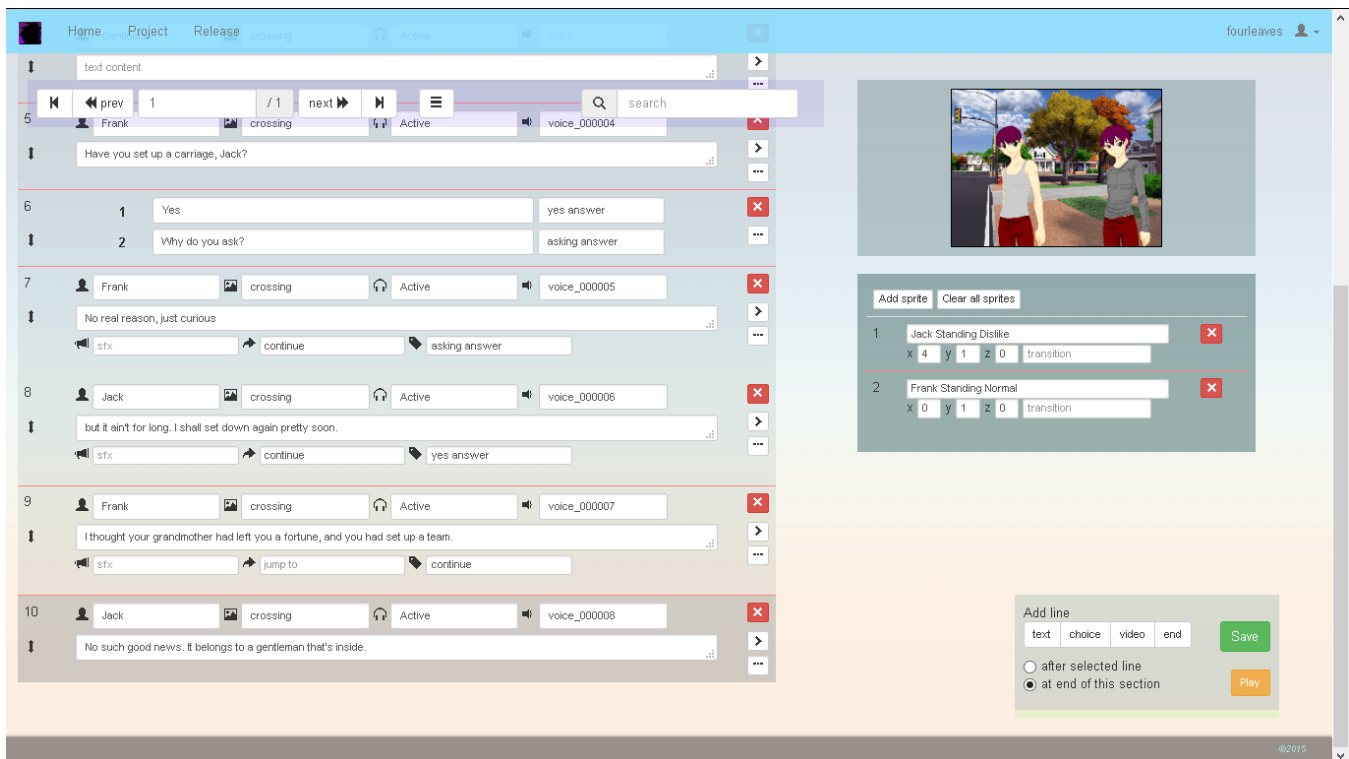 Home Project Release fourleaves
crossing Active voice
text content
prev 1 / 1 next search
5 Frank crossing Active voice_000004
Have you set up a carriage, Jack?
6 1 Yes yes answer
2 Why do you ask? asking answer
7 Frank crossing Active voice_000005
No real reason, just curious
sfx continue asking answer
8 Jack crossing Active voice_000006
but it ain't for long. I shall set down again pretty soon.
sfx continue yes answer
9 Frank crossing Active voice_000007
I thought your grandmother had left you a fortune, and you had set up a team.
sfx jump to continue
10 Jack crossing Active voice_000008
No such good news. It belongs to a gentleman that's inside.
Add sprite Clear all sprites
1 Jack Standing Dislike
x 4 y 1 z 0 transition
2 Frank Standing Normal
x 0 y 1 z 0 transition
Add line
text choice video end Save
after selected line
at end of this section Play
©2015